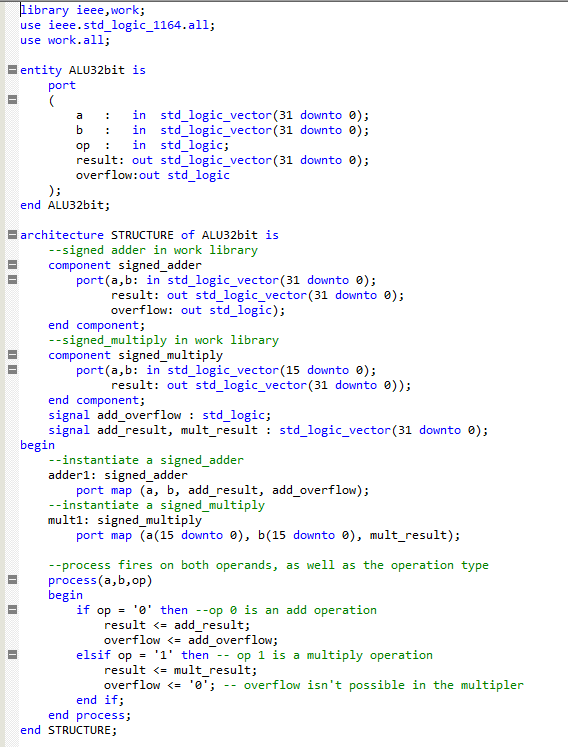 library ieee,work;
use ieee.std_logic_1164.all;
use work.all;

entity ALU32bit is
    port
    (
        a   :   in  std_logic_vector(31 downto 0);
        b   :   in  std_logic_vector(31 downto 0);
        op  :   in  std_logic;
        result: out std_logic_vector(31 downto 0);
        overflow:out std_logic
    );
end ALU32bit;

architecture STRUCTURE of ALU32bit is
    --signed adder in work library
    component signed_adder
        port(a,b: in std_logic_vector(31 downto 0);
             result: out std_logic_vector(31 downto 0);
             overflow: out std_logic);
    end component;
    --signed_multiply in work library
    component signed_multiply
        port(a,b: in std_logic_vector(15 downto 0);
             result: out std_logic_vector(31 downto 0));
    end component;
    signal add_overflow : std_logic;
    signal add_result, mult_result : std_logic_vector(31 downto 0);
begin
    --instantiate a signed_adder
    adder1: signed_adder
        port map (a, b, add_result, add_overflow);
    --instantiate a signed_multiply
    mult1: signed_multiply
        port map (a(15 downto 0), b(15 downto 0), mult_result);

    --process fires on both operands, as well as the operation type
    process(a,b,op)
    begin
        if op = '0' then --op 0 is an add operation
            result <= add_result;
            overflow <= add_overflow;
        elsif op = '1' then -- op 1 is a multiply operation
            result <= mult_result;
            overflow <= '0'; -- overflow isn't possible in the multipler
        end if;
    end process;
end STRUCTURE;